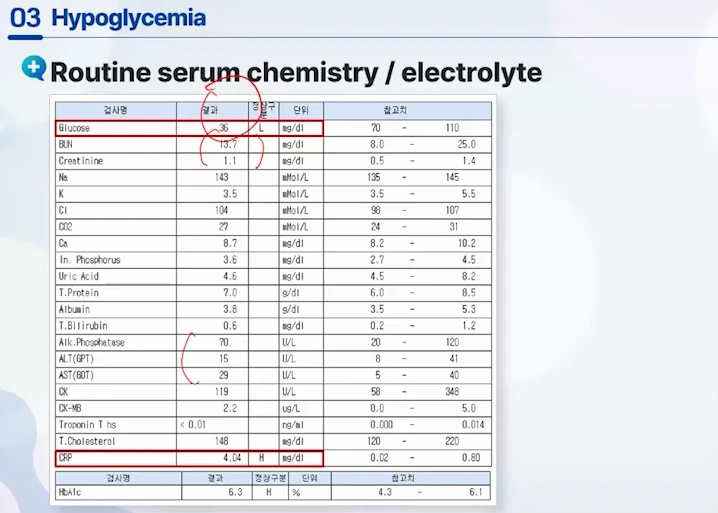 03 Hypoglycemia
Routine serum chemistry / electrolyte
검사명 결과 정상구분 단위 참고치
Glucose 36 L mg/dl 70 - 110
BUN 13.7 mg/dl 8.0 - 25.0
Creatinine 1.1 mg/dl 0.5 - 1.4
Na 143 mMol/L 135 - 145
K 3.5 mMol/L 3.5 - 5.5
Cl 104 mMol/L 98 - 107
CO2 27 mMol/L 24 - 31
Ca 8.7 mg/dl 8.2 - 10.2
In. Phosphorus 3.6 mg/dl 2.7 - 4.5
Uric Acid 4.6 mg/dl 4.5 - 8.2
T.Protein 7.0 g/dl 6.0 - 8.5
Albumin 3.8 g/dl 3.5 - 5.3
T.Bilirubin 0.6 mg/dl 0.2 - 1.2
Alk.Phosphatase 70 U/L 20 - 120
ALT(GPT) 15 U/L 8 - 41
AST(GOT) 29 U/L 5 - 40
CK 119 U/L 58 - 348
CK-MB 2.2 ug/L 0.0 - 5.0
Troponin T hs < 0.01 ng/ml 0.000 - 0.014
T.Cholesterol 148 mg/dl 120 - 220
CRP 4.04 H mg/dl 0.02 - 0.80
검사명 결과 정상구분 단위 참고치
HbA1c 6.3 H % 4.3 - 6.1